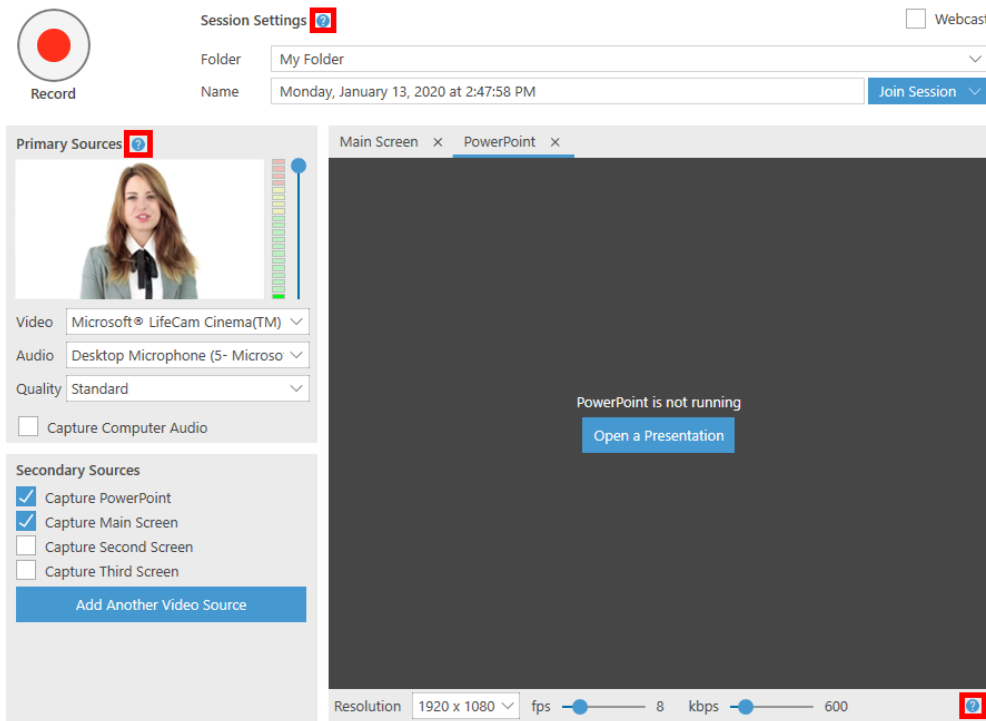 Session Settings ?
Webcast
Folder My Folder
Record
Name Monday, January 13, 2020 at 2:47:58 PM Join Session
Primary Sources ?
Main Screen × PowerPoint ×
Video Microsoft® LifeCam Cinema(TM)
Audio Desktop Microphone (5- Microso
Quality Standard
Capture Computer Audio
PowerPoint is not running
Open a Presentation
Secondary Sources
Capture PowerPoint
Capture Main Screen
Capture Second Screen
Capture Third Screen
Add Another Video Source
Resolution 1920 x 1080 fps 8 kbps 600 ?